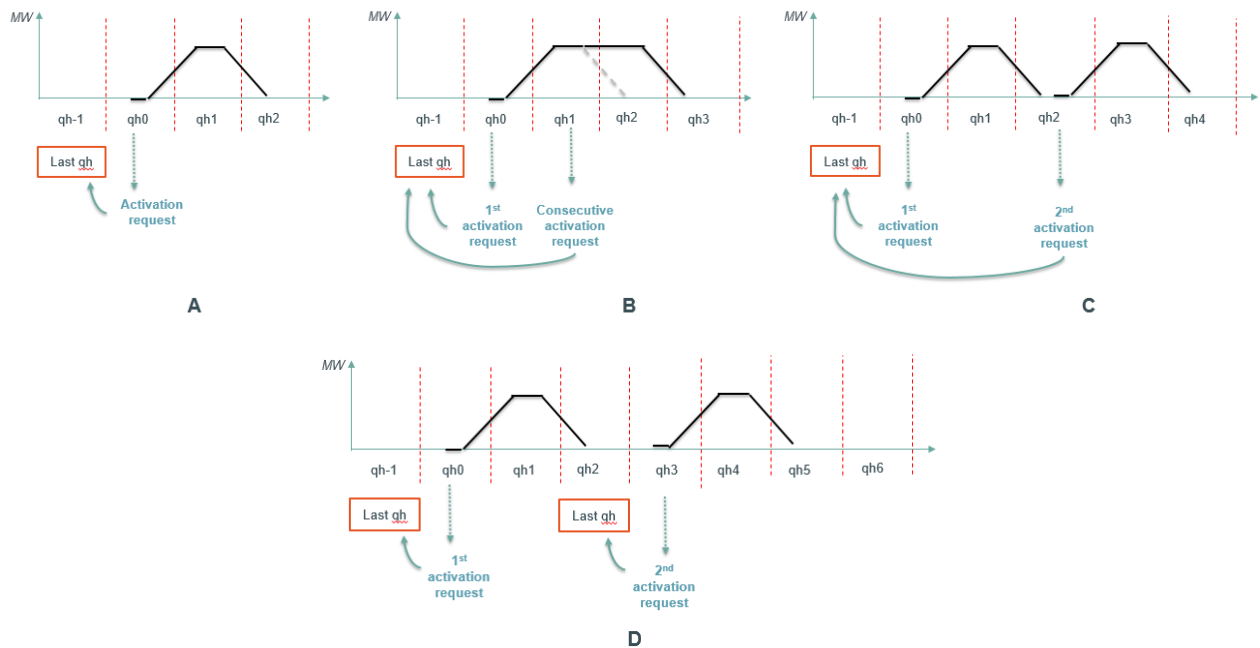 MW
qh-1 qh0 qh1 qh2
Last qh
Activation
request
A
MW
qh-1 qh0 qh1 qh2 qh3
Last qh
1st
activation
request
Consecutive
activation
request
B
MW
qh-1 qh0 qh1 qh2 qh3 qh4
Last qh
1st
activation
request
2nd
activation
request
C
MW
qh-1 qh0 qh1 qh2 qh3 qh4 qh5 qh6
Last qh
Last qh
1st
activation
request
2nd
activation
request
D